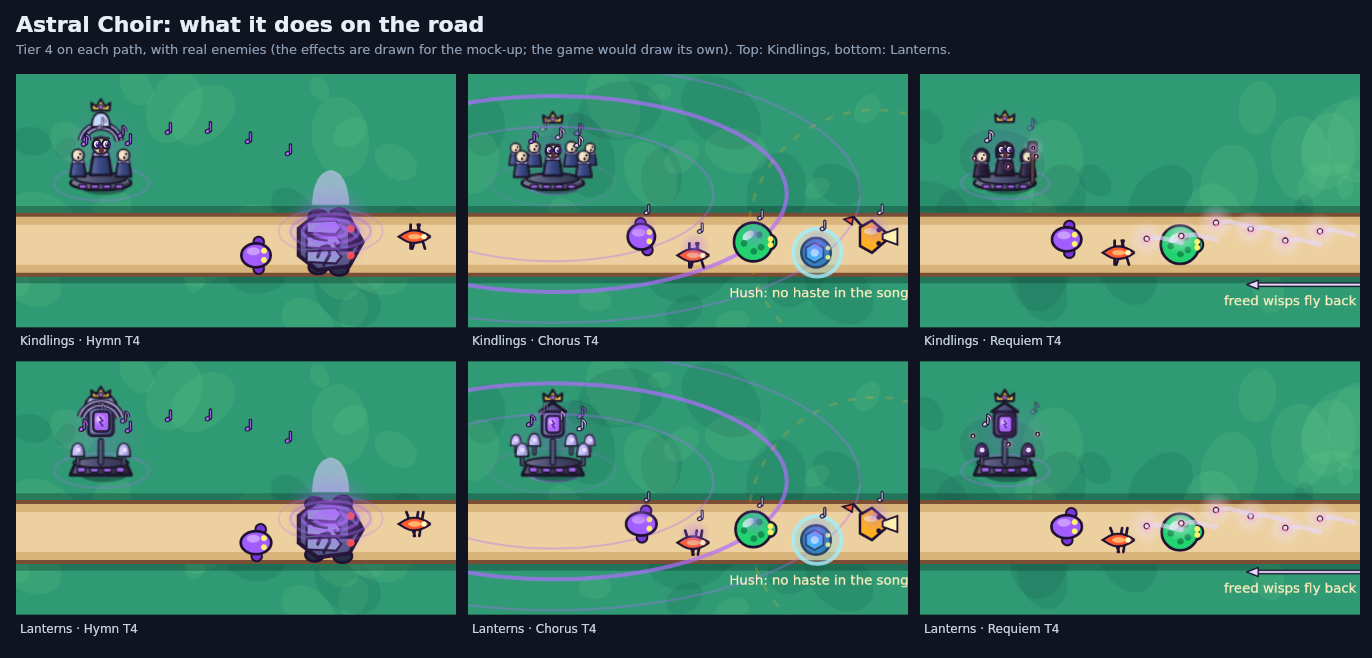 Astral Choir: what it does on the road
Tier 4 on each path, with real enemies (the effects are drawn for the mock-up; the game would draw its own). Top: Kindlings, bottom: Lanterns.
Hush: no haste in the song
freed wisps fly back
Kindlings · Hymn T4
Kindlings · Chorus T4
Kindlings · Requiem T4
Hush: no haste in the song
freed wisps fly back
Lanterns · Hymn T4
Lanterns · Chorus T4
Lanterns · Requiem T4